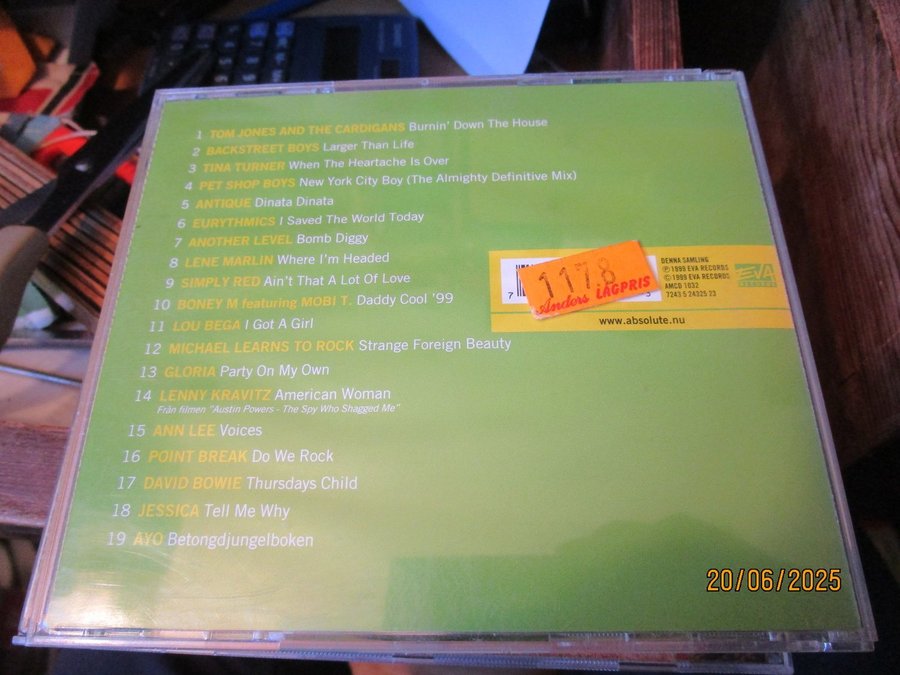 1 TOM JONES AND THE CARDIGANS Burnin' Down The House
2 BACKSTREET BOYS Larger Than Life
3 TINA TURNER When The Heartache Is Over
4 PET SHOP BOYS New York City Boy (The Almighty Definitive Mix)
5 ANTIQUE Dinata Dinata
6 EURYTHMICS I Saved The World Today
7 ANOTHER LEVEL Bomb Diggy
8 LENE MARLIN Where I'm Headed
9 SIMPLY RED Ain't That A Lot Of Love
10 BONEY M featuring MOBI T. Daddy Cool '99
11 LOU BEGA I Got A Girl
12 MICHAEL LEARNS TO ROCK Strange Foreign Beauty
13 GLORIA Party On My Own
14 LENNY KRAVITZ American Woman
Från filmen "Austin Powers - The Spy Who Shagged Me"
15 ANN LEE Voices
16 POINT BREAK Do We Rock
17 DAVID BOWIE Thursdays Child
18 JESSICA Tell Me Why
19 AYO Betongdjungelboken
7
1178
Anders LÅGPRIS
3
DENNA SAMLING
℗ 1999 EVA RECORDS
© 1999 EVA RECORDS
AMCD 1032
7243 5 24325 23
EVA
RECORDS
www.absolute.nu
20/06/2025